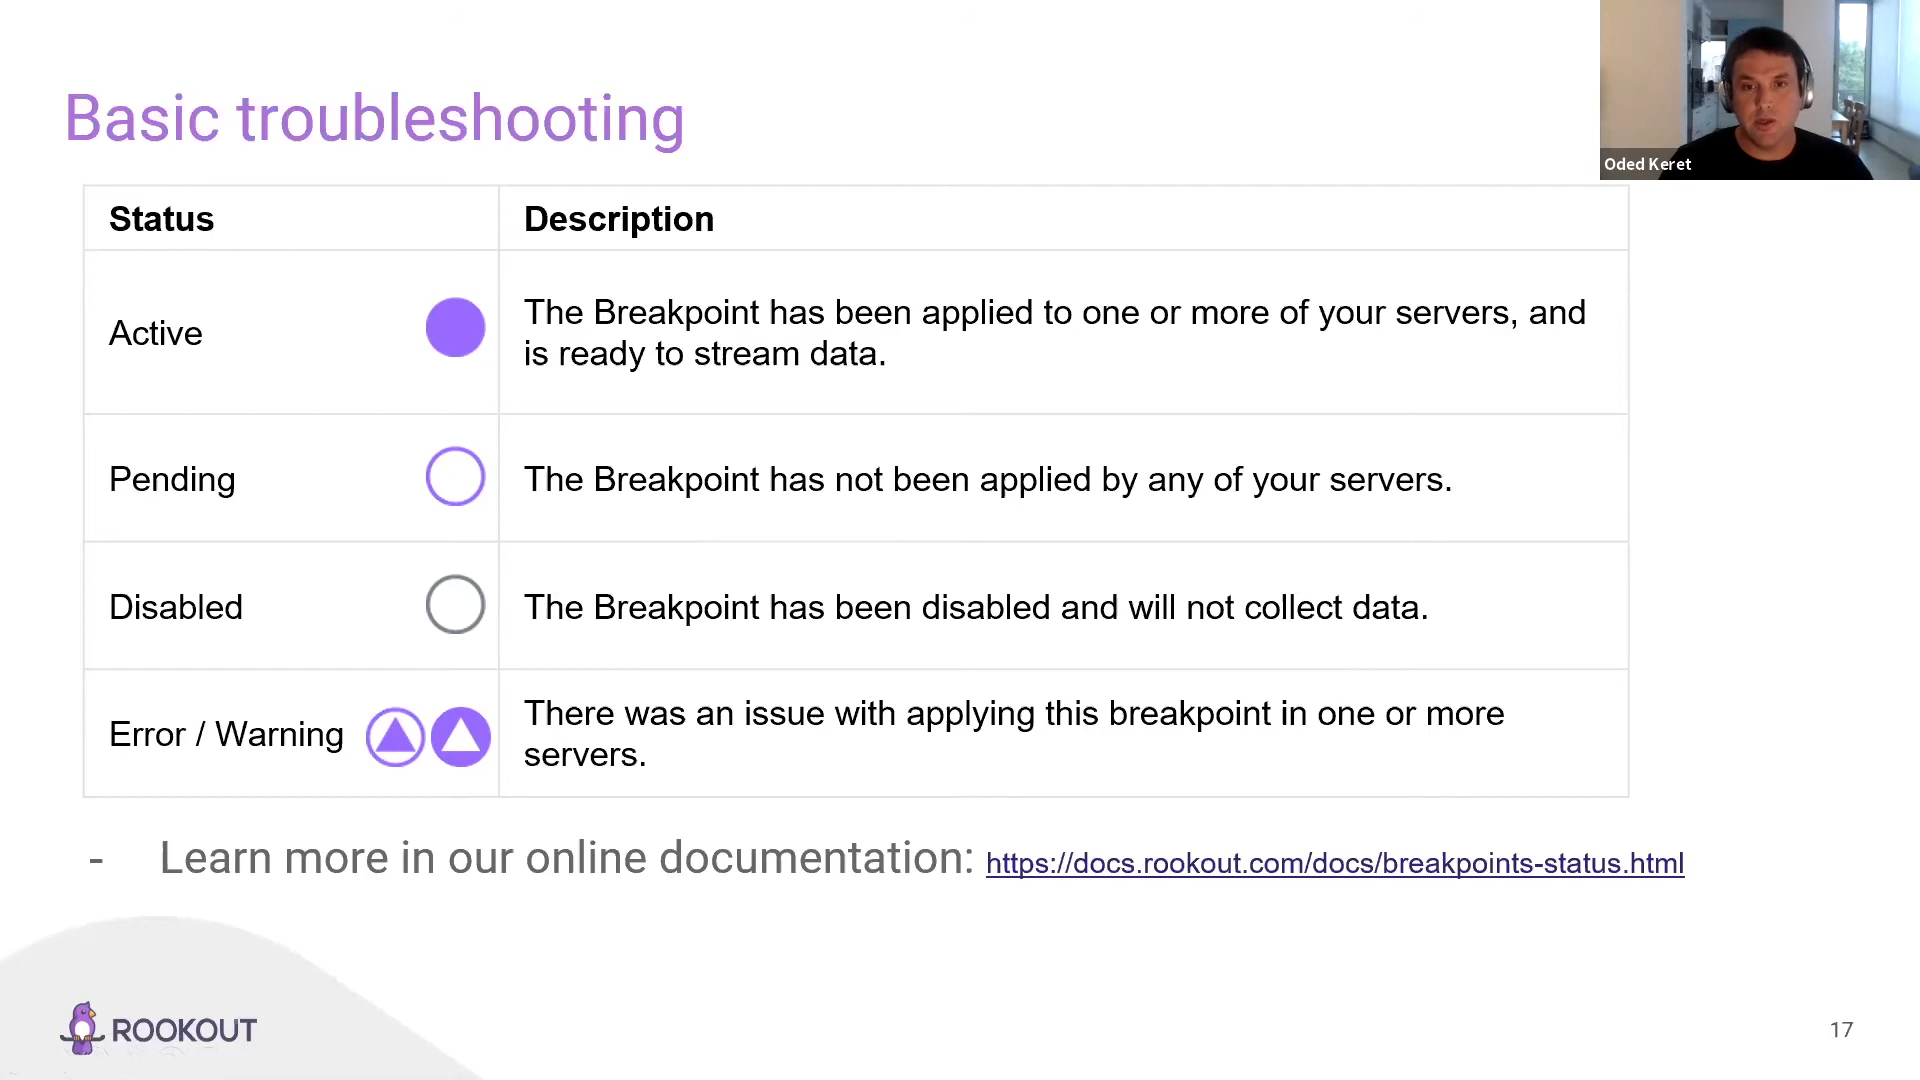 Basic troubleshooting
Oded Keret
Status
Description
Active
The Breakpoint has been applied to one or more of your servers, and
is ready to stream data.
Pending
The Breakpoint has not been applied by any of your servers.
Disabled
The Breakpoint has been disabled and will not collect data.
Error / Warning
There was an issue with applying this breakpoint in one or more
servers.
- Learn more in our online documentation: https://docs.rookout.com/docs/breakpoints-status.html
ROOKOUT
17